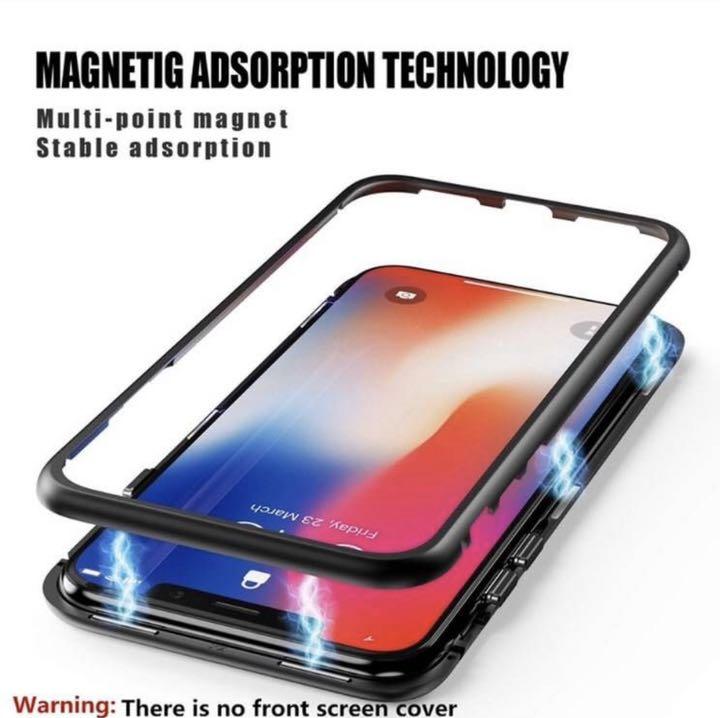 MAGNETIG ADSORPTION TECHNOLOGY
Multi-point magnet
Stable adsorption
Friday, 23 March
Warning: There is no front screen cover